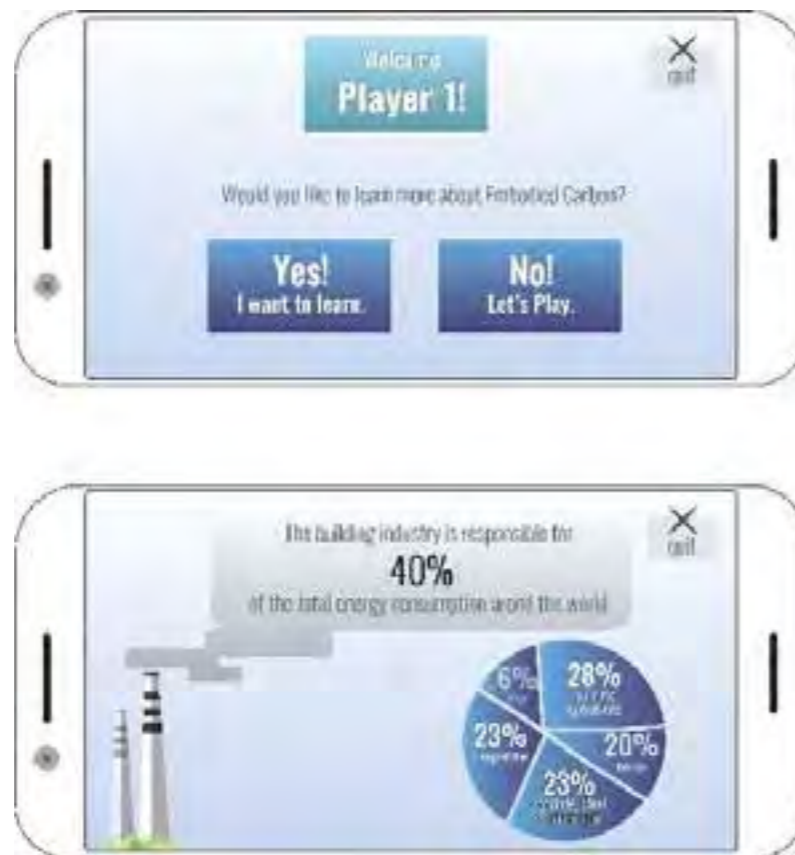 Welcome
Player 1!
quit
Would you like to learn more about Embodied Carbon?
Yes!
I want to learn.
No!
Let's Play.
The building industry is responsible for
quit
40%
of the total energy consumption the world
6%
28%
23%
20%
23%